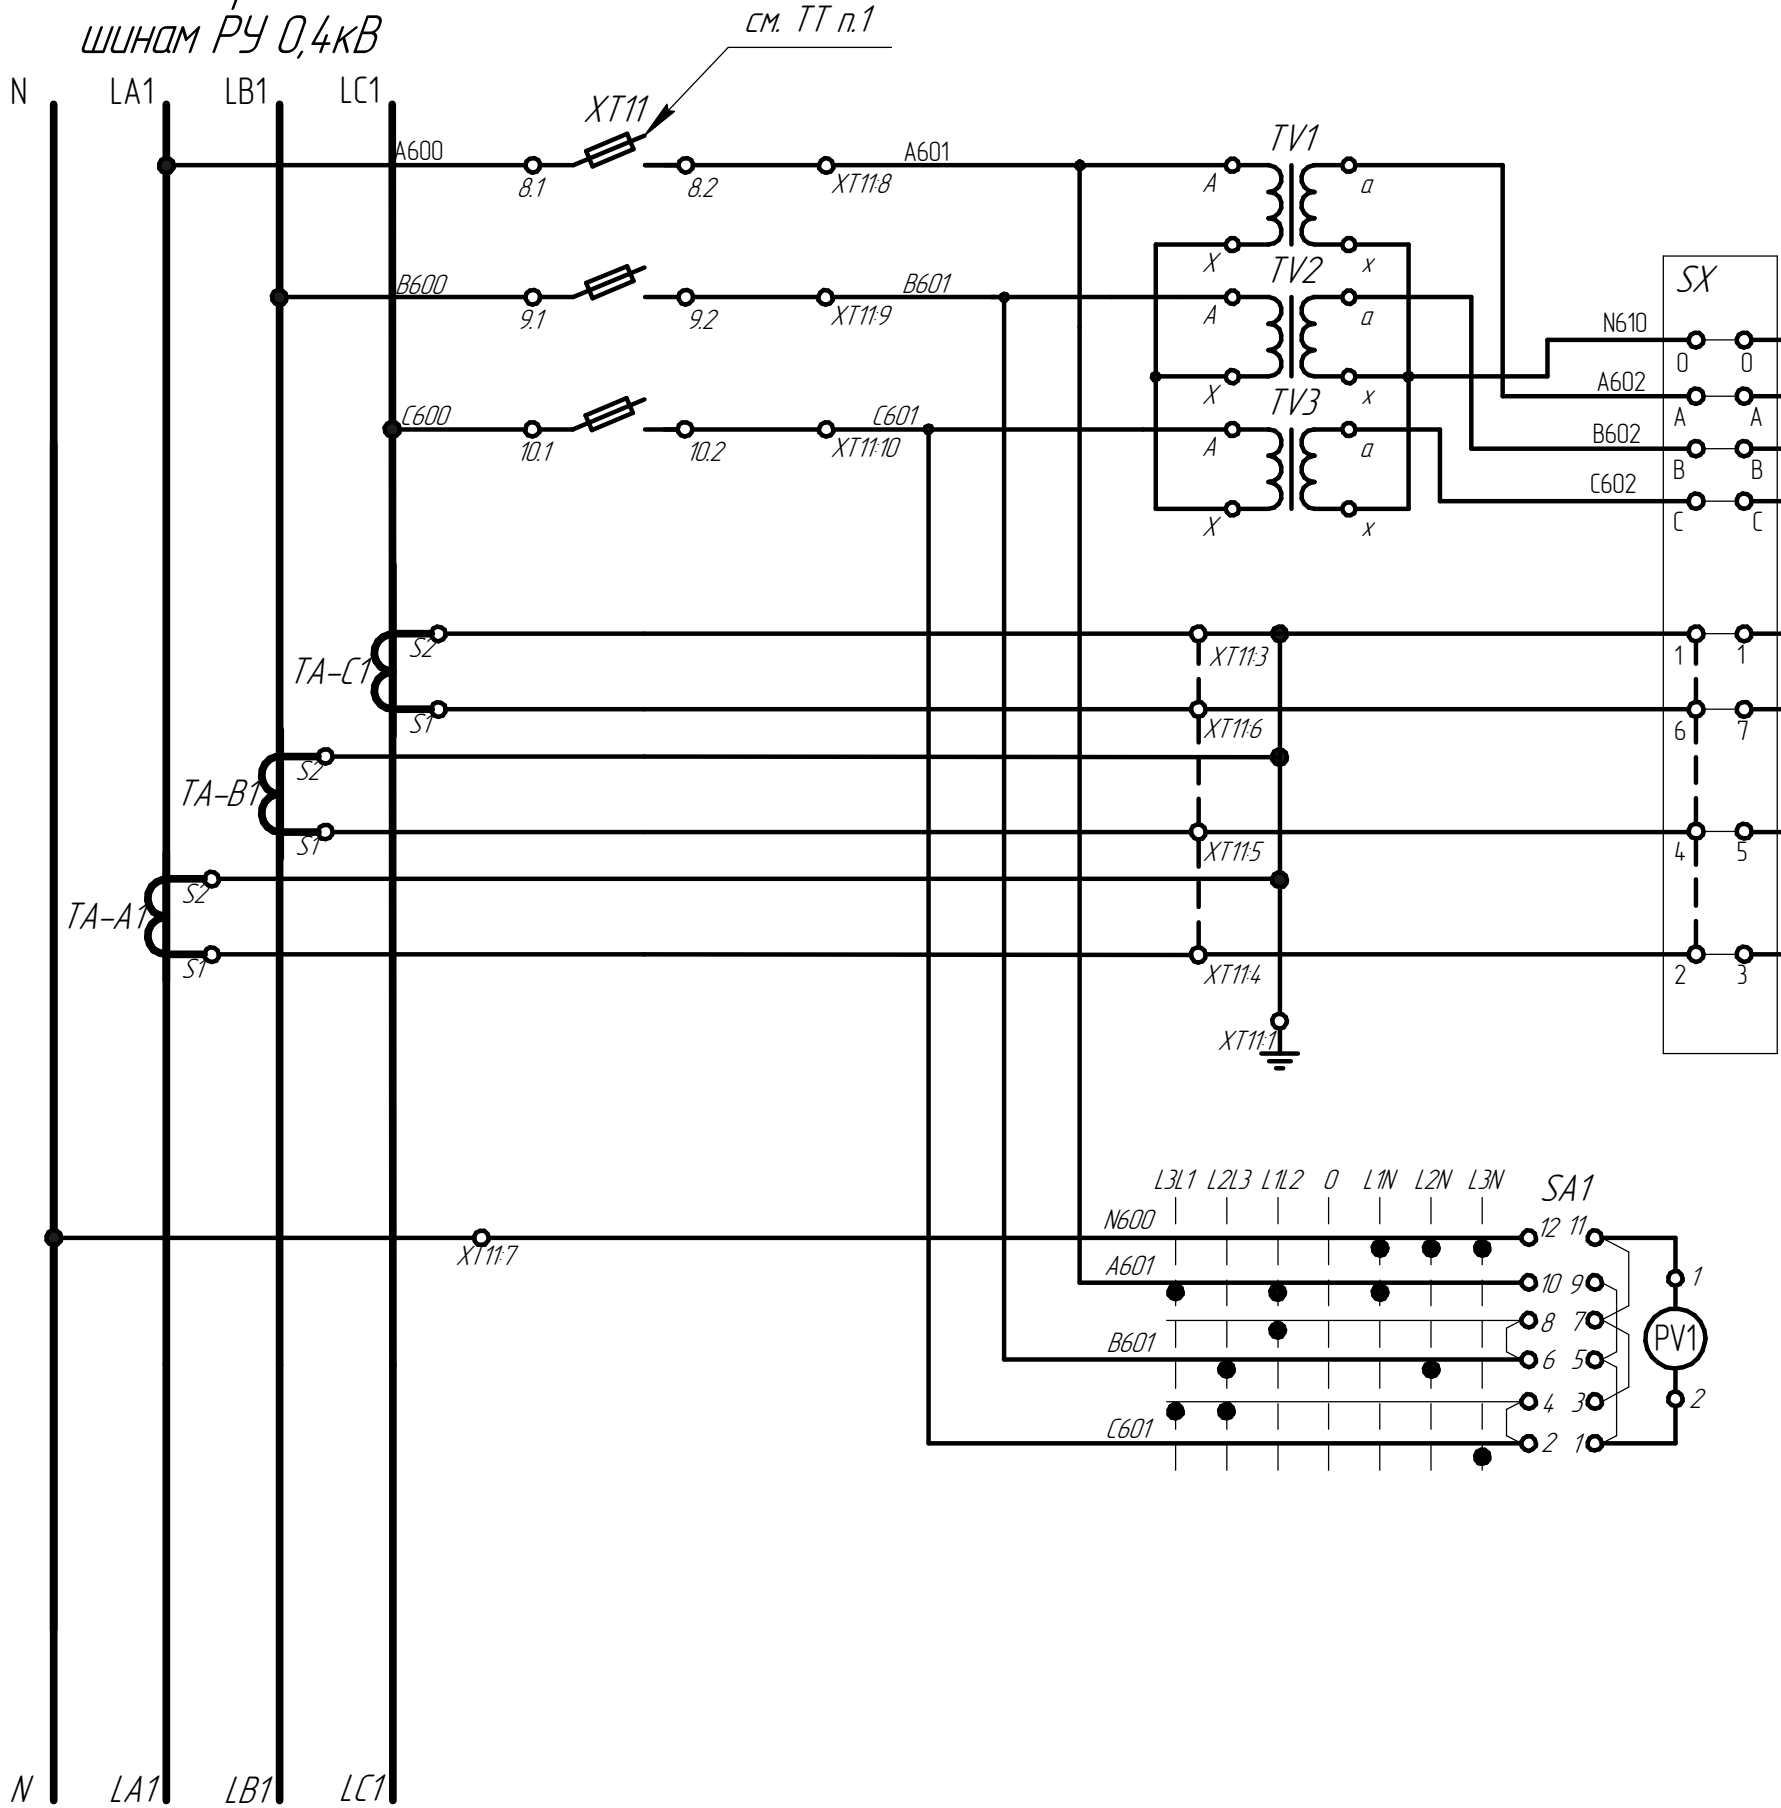 см. ТТ п.1
шинам РУ 0,4кВ
N LA1 LB1 LC1
XT11
A600 8.1 8.2 XT11:8 A601
TV1
A a
X x
B600 9.1 9.2 XT11:9 B601
TV2
A a
X x
C600 10.1 10.2 XT11:10 C601
TV3
A a
X x
SX
N610 0 0
A602 A A
B602 B B
C602 C C
TA-C1 S2 XT11:3 1 1
S1 XT11:6 6 7
TA-B1 S2
S1 XT11:5 4 5
TA-A1 S2
S1 XT11:4 2 3
XT11:1
L3L1 L2L3 L1L2 0 L1N L2N L3N SA1
XT11:7 N600 12 11
A601 10 9 1
8 7
PV1
B601 6 5
4 3 2
C601 2 1
N LA1 LB1 LC1